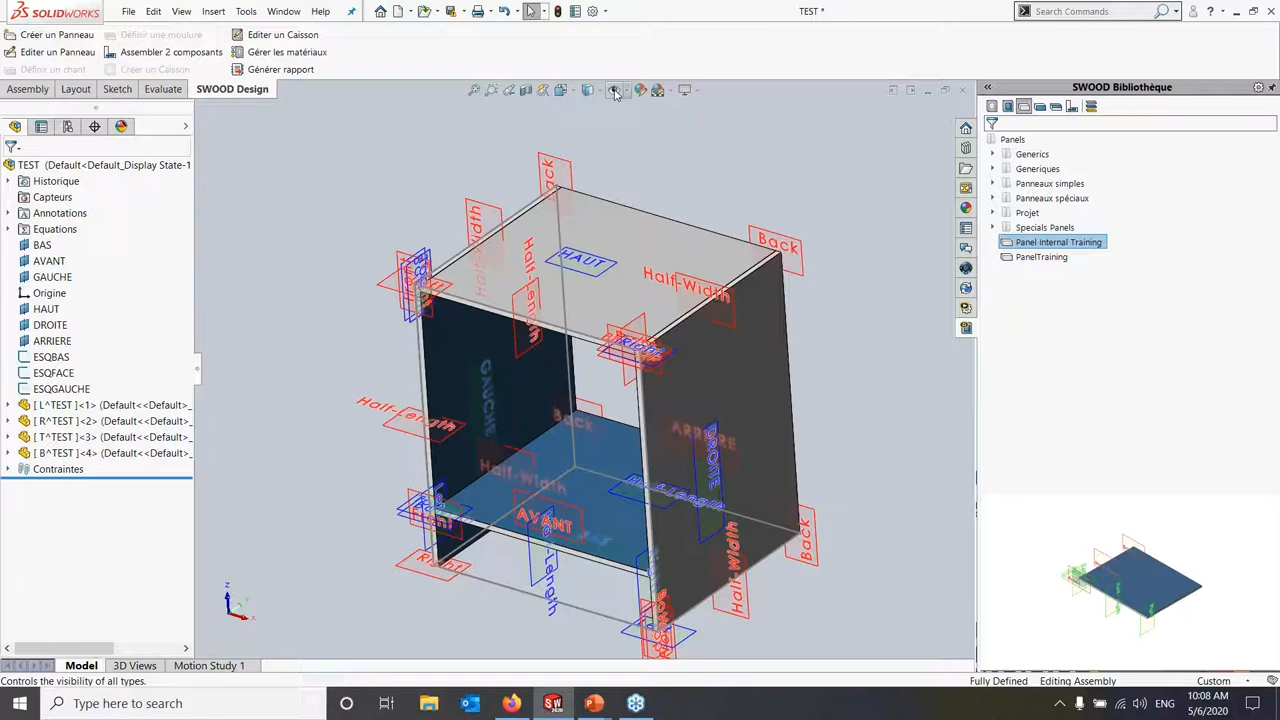 SOLIDWORKS
File Edit View Insert Tools Window Help
TEST *
Search Commands
Créer un Panneau
Définir une moulure
Editer un Caisson
Editer un Panneau
Assembler 2 composants
Gérer les matériaux
Définir un chant
Créer un Caisson
Générer rapport
Assembly Layout Sketch Evaluate SWOOD Design
SWOOD Bibliothèque
TEST (Default<Default_Display State-1
Historique
Capteurs
Annotations
Equations
BAS
AVANT
GAUCHE
Origine
HAUT
DROITE
ARRIERE
ESQBAS
ESQFACE
ESQGAUCHE
[ L^TEST ]<1> (Default<<Default>_
[ R^TEST ]<2> (Default<<Default>_
[ T^TEST ]<3> (Default<<Default>_
[ B^TEST ]<4> (Default<<Default>_
Contraintes
Back
Half-Width
Half-Length
HAUT
Back
Half-Width
Right
GAUCHE
Half-Length
Back
ARRIERE
DROITE
Half-Width
Half-Length
AVANT
Half-Length
Right
Half-Width
Back
Z
X
Panels
Generics
Generiques
Panneaux simples
Panneaux spéciaux
Projet
Specials Panels
Panel Internal Training
PanelTraining
Model 3D Views Motion Study 1
Controls the visibility of all types.
Fully Defined Editing Assembly Custom
Type here to search
ENG
10:08 AM
5/6/2020